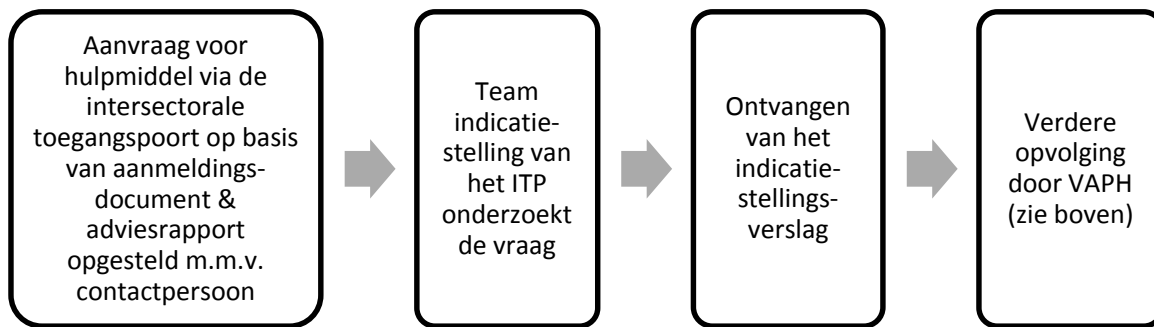 Aanvraag voor
hulpmiddel via de
intersectorale
toegangspoort op basis
van aanmeldings-
document &
adviesrapport
opgesteld m.m.v.
contactpersoon
Team
indicatie-
stelling van
het ITP
onderzoekt
de vraag
Ontvangen
van het
indicatie-
stellings-
verslag
Verdere
opvolging
door VAPH
(zie boven)